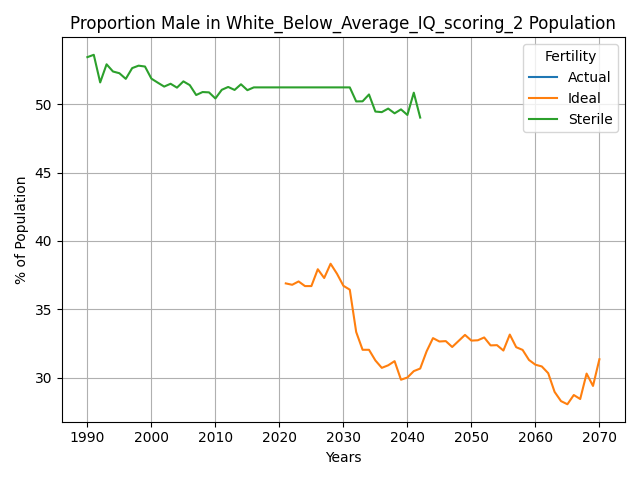 Proportion Male in White_Below_Average_IQ_scoring_2 Population
Fertility
Actual
Ideal
Sterile
% of Population
50
45
40
35
30
1990 2000 2010 2020 2030 2040 2050 2060 2070
Years